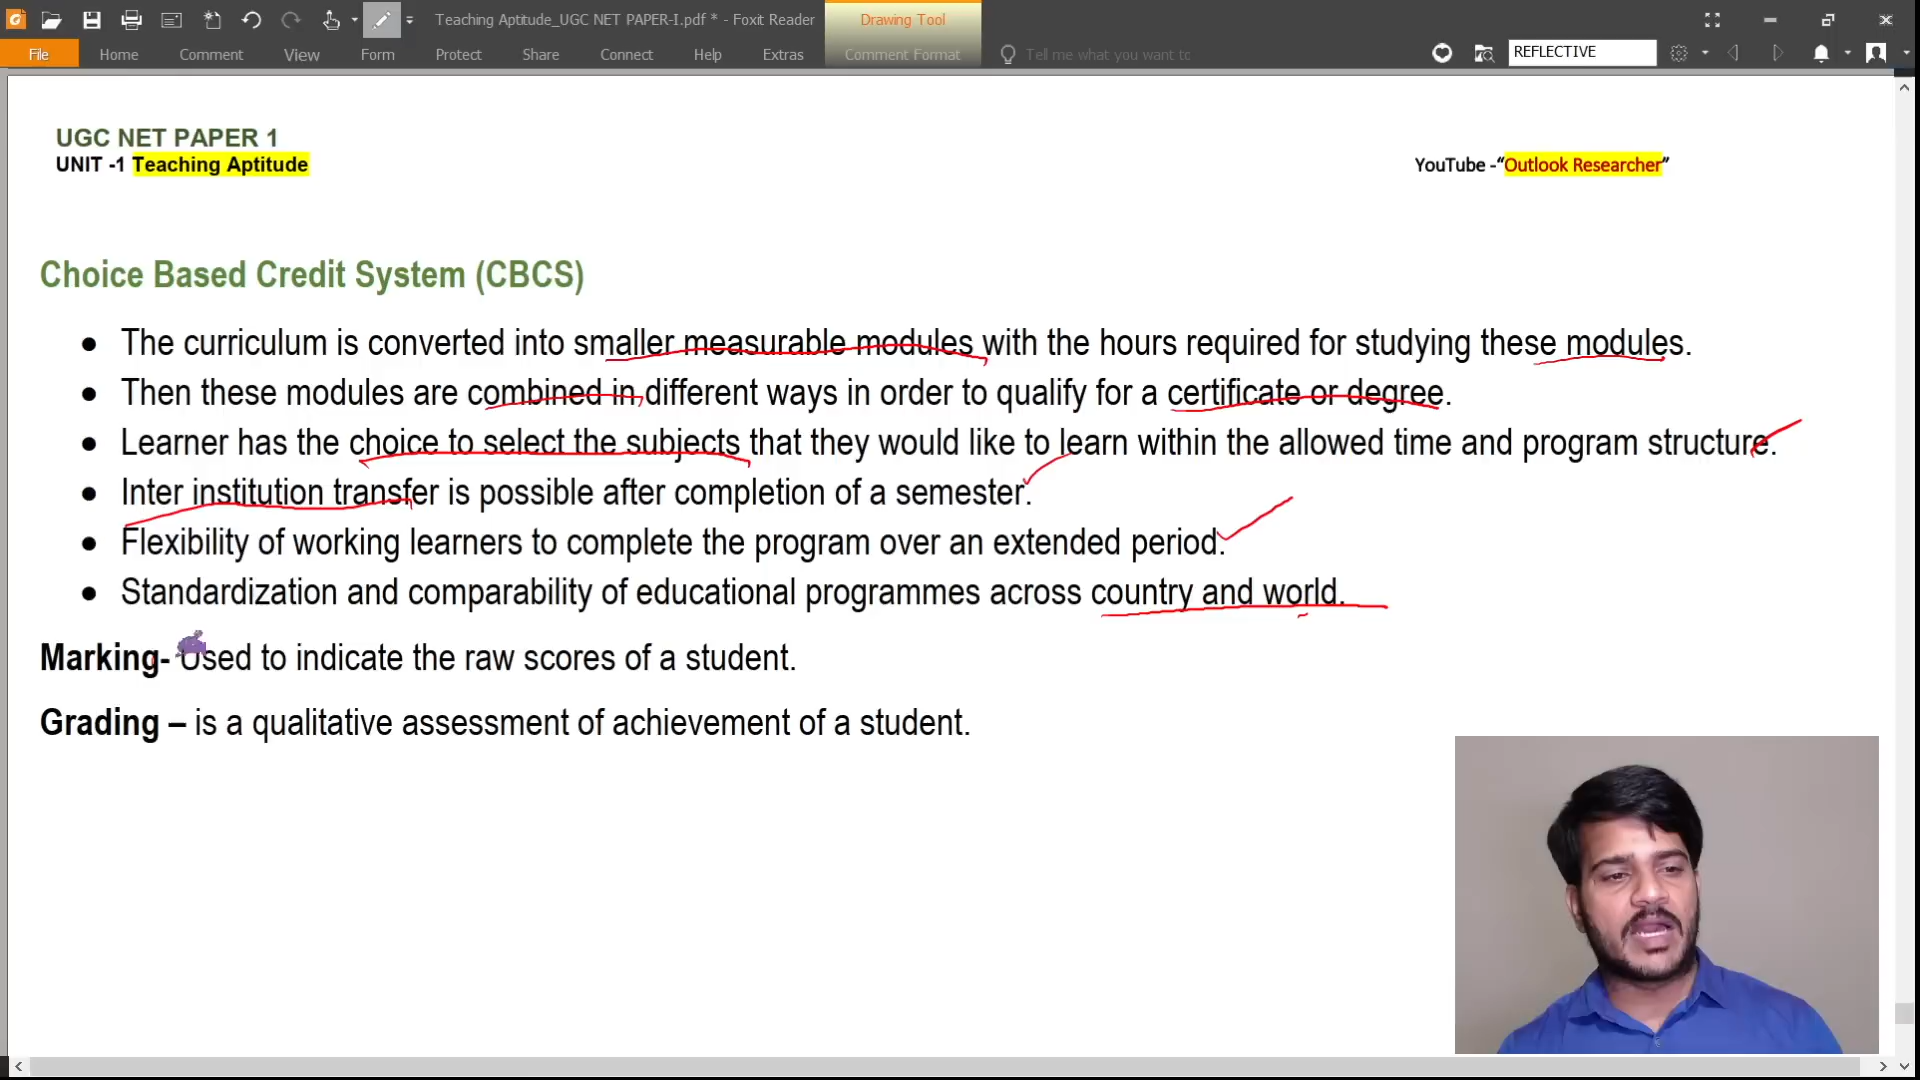 Teaching Aptitude_UGC NET PAPER-I.pdf * - Foxit Reader
Drawing Tool
File Home Comment View Form Protect Share Connect Help Extras Comment Format Tell me what you want tc REFLECTIVE
UGC NET PAPER 1
UNIT -1 Teaching Aptitude
YouTube -“Outlook Researcher”
Choice Based Credit System (CBCS)
• The curriculum is converted into smaller measurable modules with the hours required for studying these modules.
• Then these modules are combined in different ways in order to qualify for a certificate or degree.
• Learner has the choice to select the subjects that they would like to learn within the allowed time and program structure.
• Inter institution transfer is possible after completion of a semester.
• Flexibility of working learners to complete the program over an extended period.
• Standardization and comparability of educational programmes across country and world.
Marking- Used to indicate the raw scores of a student.
Grading – is a qualitative assessment of achievement of a student.